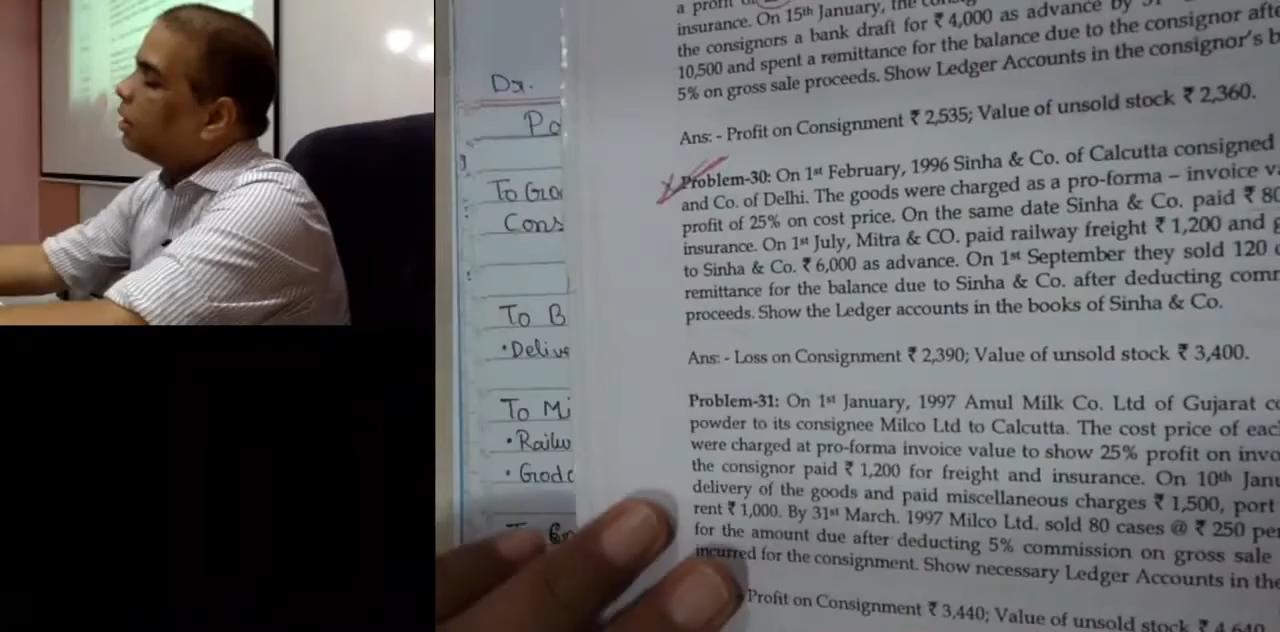 Dr.
Po
To Goo
Cons
To B
• Delive
To Mi
• Railw
• Godo
a profit
insurance. On 15th January, the
the consignors a bank draft for ₹ 4,000 as advance by 31
10,500 and spent a remittance for the balance due to the consignor afte
5% on gross sale proceeds. Show Ledger Accounts in the consignor's b
Ans: - Profit on Consignment ₹ 2,535; Value of unsold stock ₹ 2,360.
Problem-30: On 1st February, 1996 Sinha & Co. of Calcutta consigned
and Co. of Delhi. The goods were charged as a pro-forma – invoice v
profit of 25% on cost price. On the same date Sinha & Co. paid ₹ 80
insurance. On 1st July, Mitra & CO. paid railway freight ₹ 1,200 and g
to Sinha & Co. ₹ 6,000 as advance. On 1st September they sold 120
remittance for the balance due to Sinha & Co. after deducting comm
proceeds. Show the Ledger accounts in the books of Sinha & Co.
Ans: - Loss on Consignment ₹ 2,390; Value of unsold stock ₹ 3,400.
Problem-31: On 1st January, 1997 Amul Milk Co. Ltd of Gujarat co
powder to its consignee Milco Ltd to Calcutta. The cost price of eac
were charged at pro-forma invoice value to show 25% profit on invo
the consignor paid ₹ 1,200 for freight and insurance. On 10th Janu
delivery of the goods and paid miscellaneous charges ₹ 1,500, port
rent ₹ 1,000. By 31st March. 1997 Milco Ltd. sold 80 cases @ ₹ 250 pe
for the amount due after deducting 5% commission on gross sale
incurred for the consignment. Show necessary Ledger Accounts in the
Profit on Consignment ₹ 3,440; Value of unsold stock ₹ 4,640